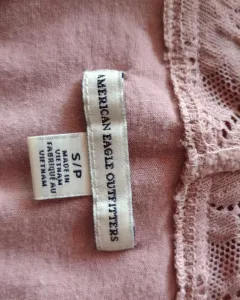 AMERICAN EAGLE OUTFITTERS
S/P
MADE IN
VIETNAM
FABRIQUÉ AU
VIETNAM